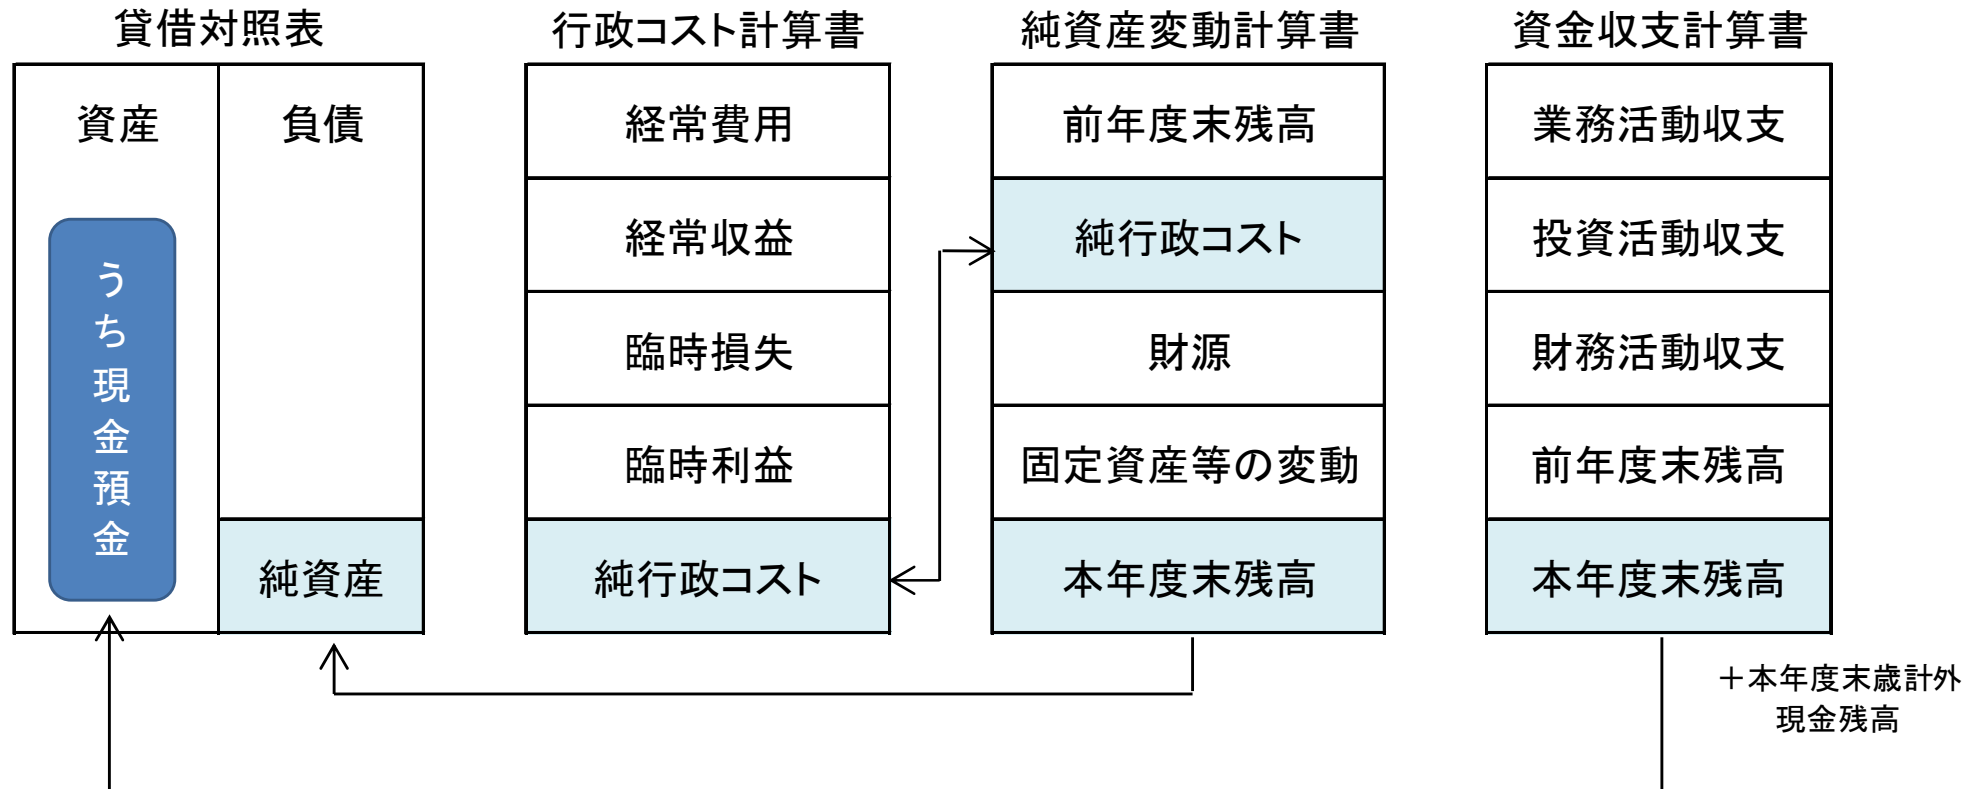 貸借対照表
資産
負債
うち現金預金
純資産
行政コスト計算書
経常費用
経常収益
臨時損失
臨時利益
純行政コスト
純資産変動計算書
前年度末残高
純行政コスト
財源
固定資産等の変動
本年度末残高
資金収支計算書
業務活動収支
投資活動収支
財務活動収支
前年度末残高
本年度末残高
＋本年度末歳計外
現金残高